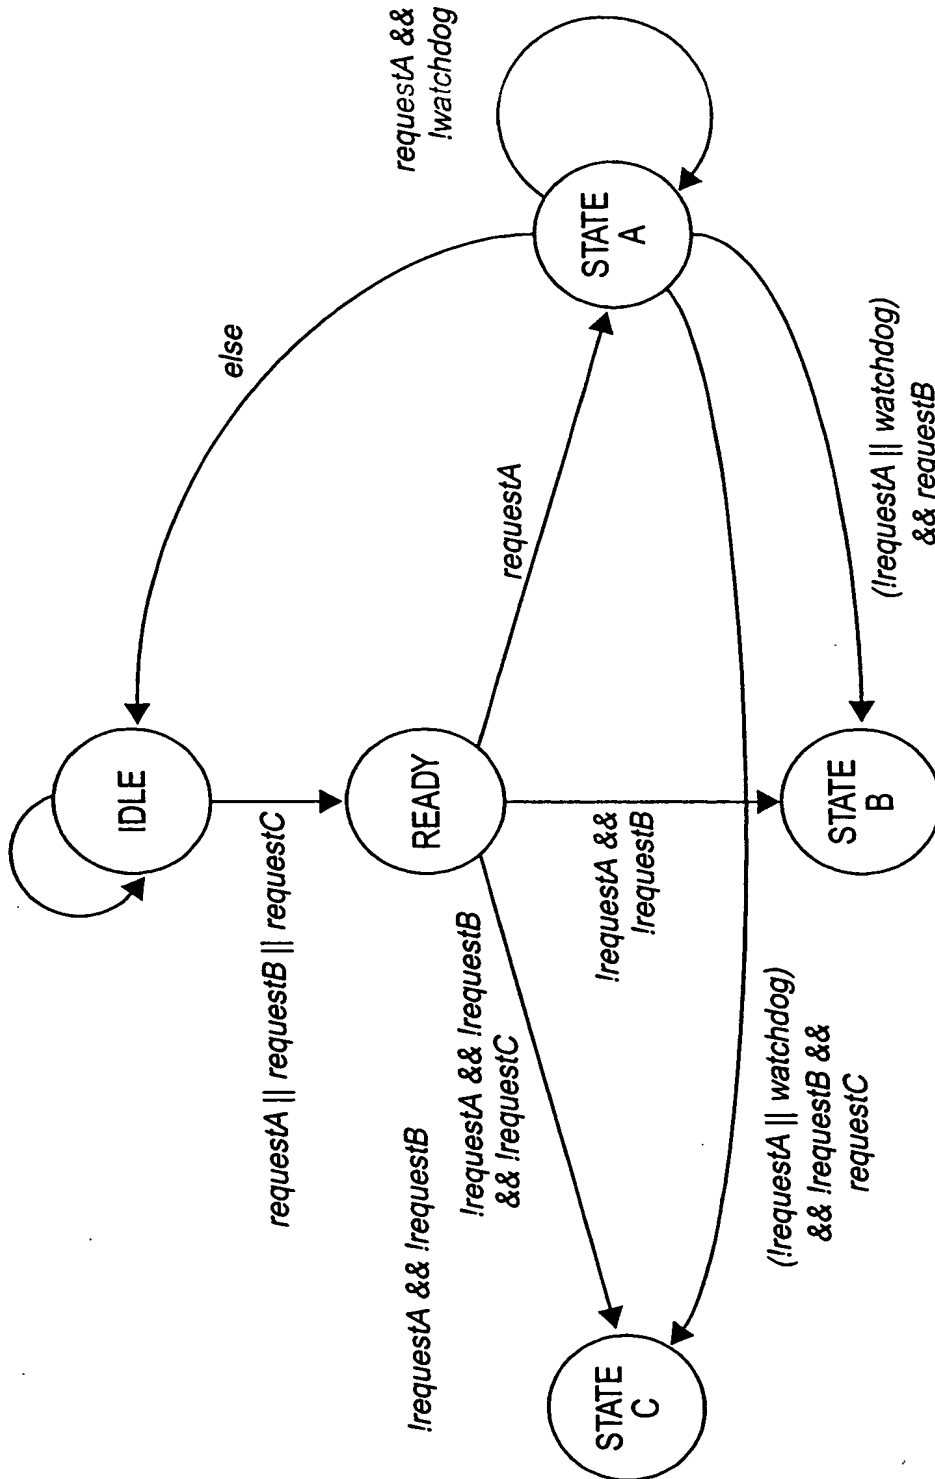 IDLE
else
requestA || requestB || requestC
requestA &&
!watchdog
!requestA && !requestB
READY
!requestA && !requestB
&& !requestC
requestA
STATE
A
STATE
C
!requestA &&
!requestB
(!requestA || watchdog)
&& !requestB &&
requestC
STATE
B
(!requestA || watchdog)
&& requestB